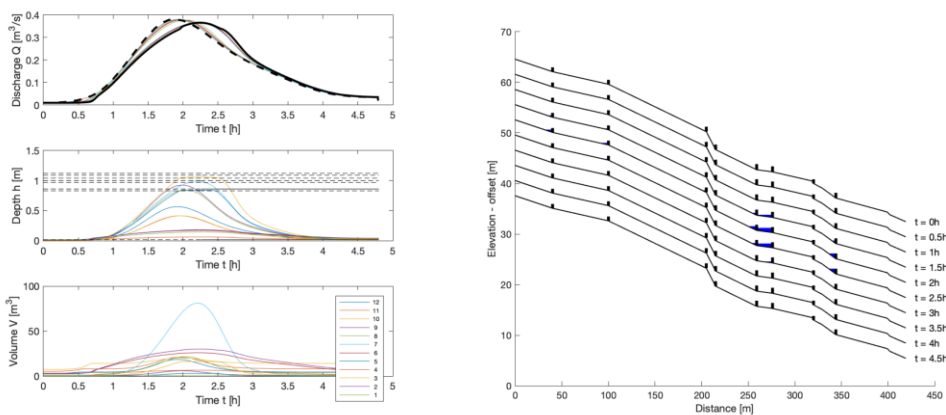 Discharge Q [m³/s]
0.4
0.3
0.2
0.1
0
0 0.5 1 1.5 2 2.5 3 3.5 4 4.5 5
Time t [h]
Depth h [m]
1.5
1
0.5
0
0 0.5 1 1.5 2 2.5 3 3.5 4 4.5 5
Time t [h]
Volume V [m³]
100
50
0
12
11
10
9
8
7
6
5
4
3
2
1
0 0.5 1 1.5 2 2.5 3 3.5 4 4.5 5
Time t [h]
Elevation - offset [m]
70
60
50
40
30
20
10
0
t = 0h
t = 0.5h
t = 1h
t = 1.5h
t = 2h
t = 2.5h
t = 3h
t = 3.5h
t = 4h
t = 4.5h
0 50 100 150 200 250 300 350 400 450
Distance [m]